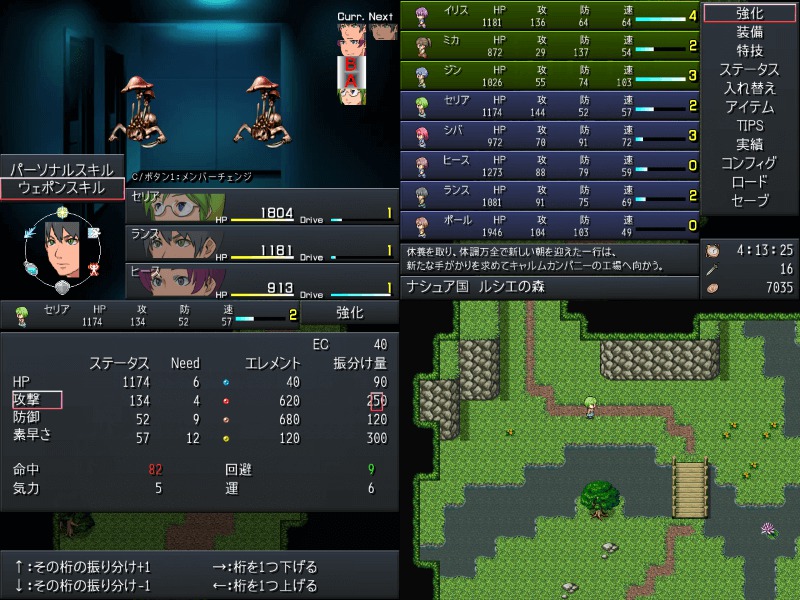 Curr. Next
B
A
C/ボタン1:メンバーチェンジ
パーソナルスキル
ウェポンスキル
セリア
HP 1804 Drive 1
ランス
HP 1181 Drive 1
ヒース
HP 913 Drive 1
イリス HP 攻 防 速
1181 136 64 64 4
ミカ HP 攻 防 速
872 29 137 54 2
ジン HP 攻 防 速
1026 55 74 103 3
セリア HP 攻 防 速
1174 144 52 57 2
シバ HP 攻 防 速
972 70 91 72 3
ヒース HP 攻 防 速
1273 88 79 59 0
ランス HP 攻 防 速
1081 91 75 69 2
ポール HP 攻 防 速
1946 104 103 49 0
強化
装備
特技
ステータス
入れ替え
アイテム
TIPS
実績
コンフィグ
ロード
セーブ
休養を取り、体調万全で新しい朝を迎えた一行は、
新たな手がかりを求めてキャルムカンパニーの工場へ向かう。
ナシュア国 ルシエの森
4:13:25
16
7035
セリア HP 攻 防 速
1174 134 52 57 2
強化
EC 40
ステータス Need エレメント 振分け量
HP 1174 6 40 90
攻撃 134 4 620 250
防御 52 9 680 120
素早さ 57 12 120 300
命中 82 回避 9
気力 5 運 6
↑:その桁の振り分け+1 →:桁を1つ下げる
↓:その桁の振り分け-1 ←:桁を1つ上げる